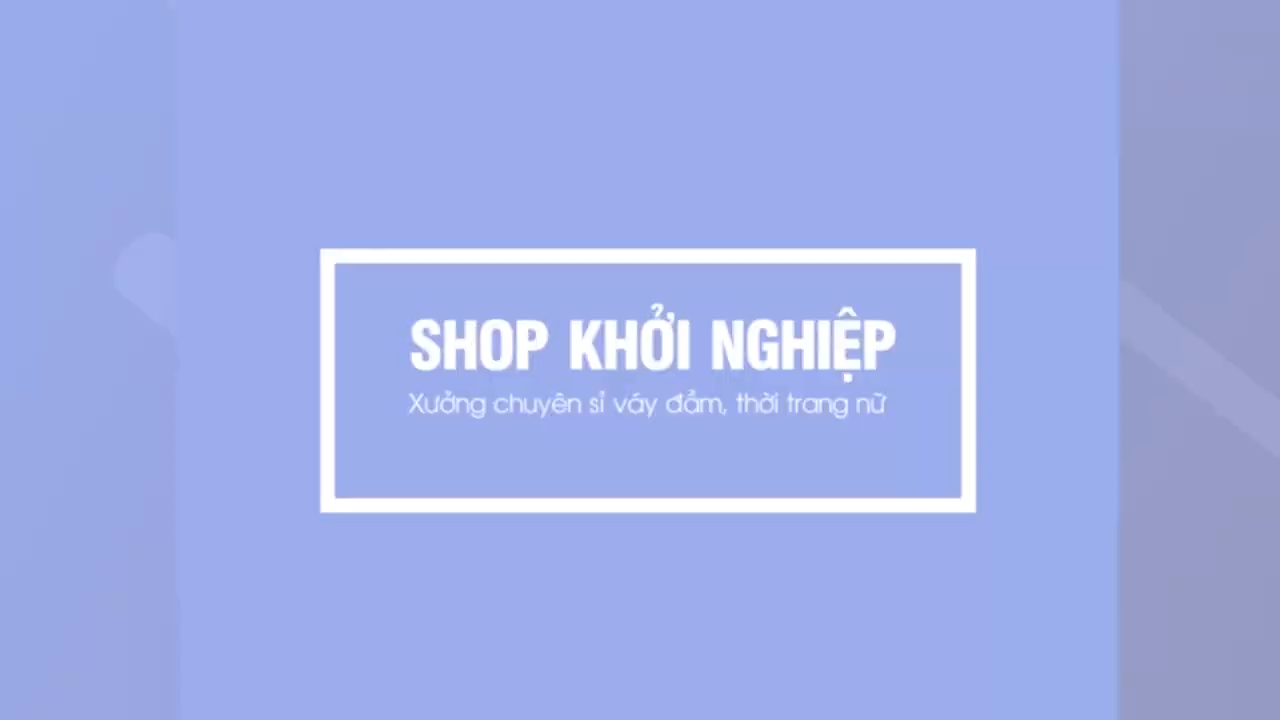 SHOP KHỞI NGHIỆP
Xưởng chuyên sỉ váy đầm, thời trang nữ